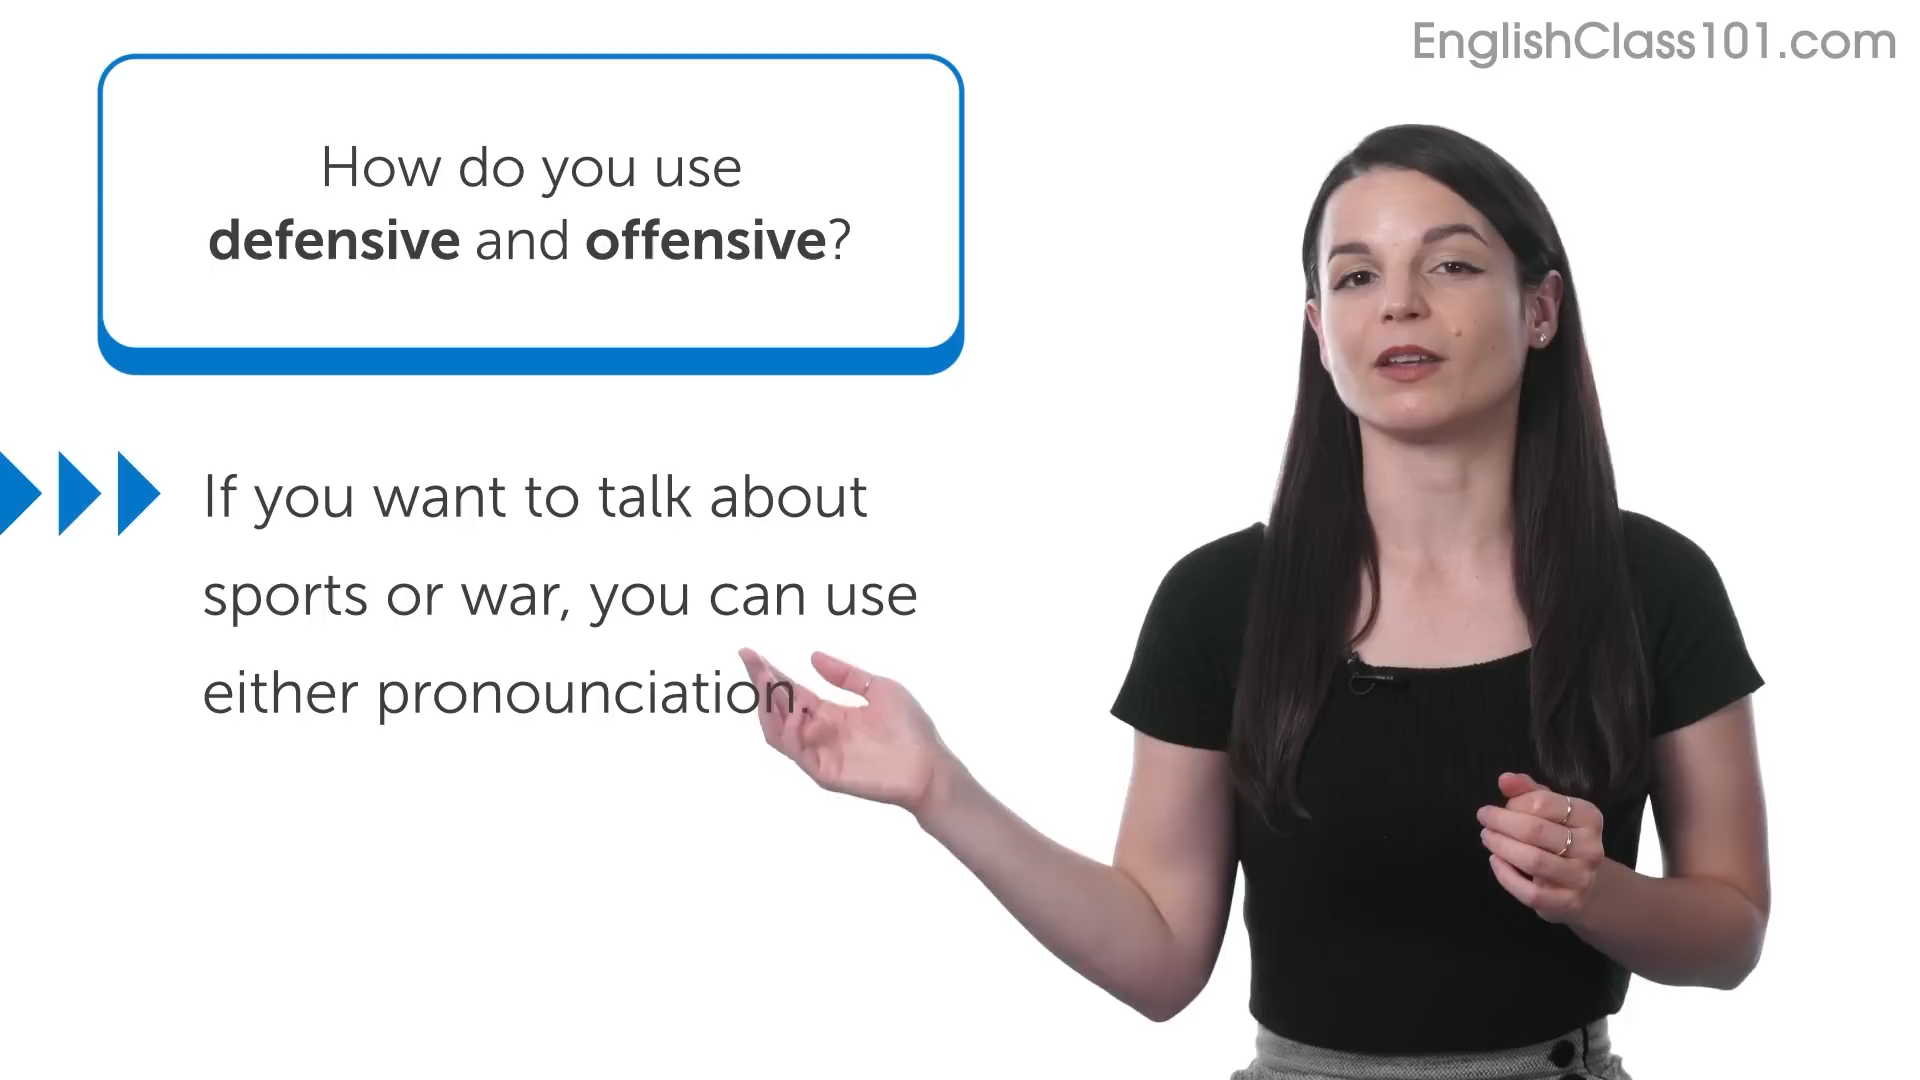 EnglishClass101.com
How do you use
defensive and offensive?
If you want to talk about
sports or war, you can use
either pronounciation.